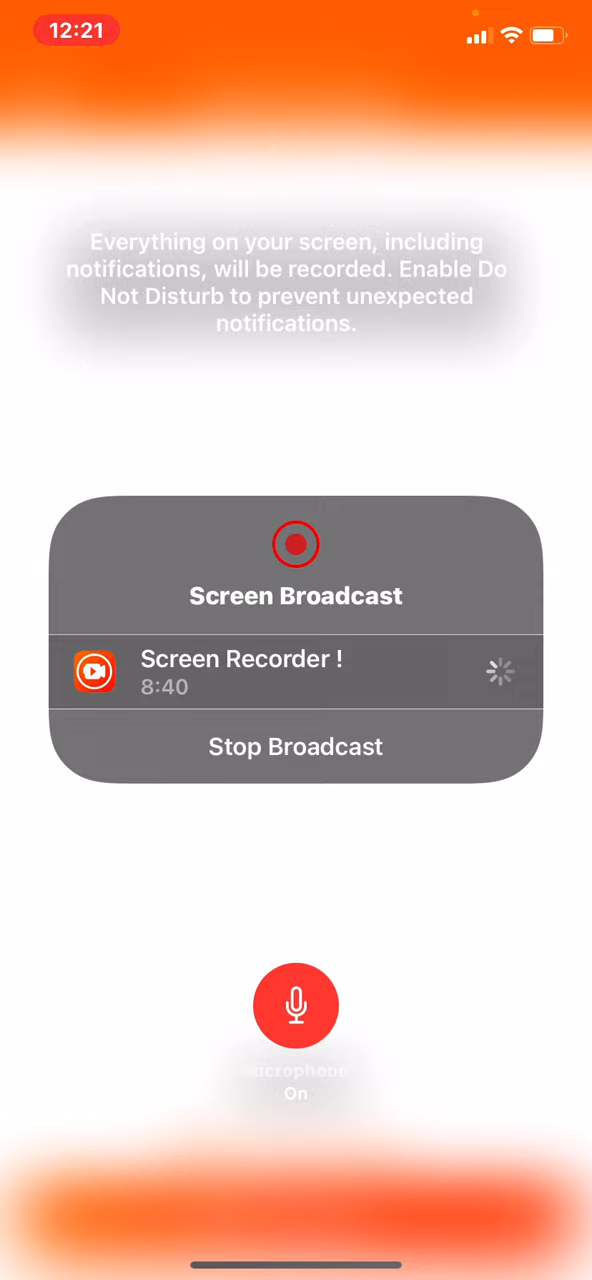 12:21
Everything on your screen, including
notifications, will be recorded. Enable Do
Not Disturb to prevent unexpected
notifications.
Screen Broadcast
Screen Recorder !
8:40
Stop Broadcast
Microphone
On